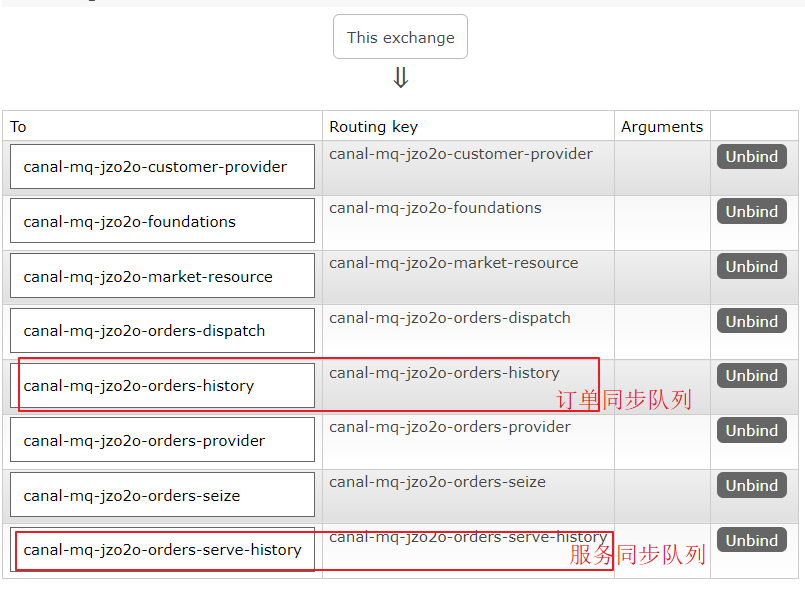 This exchange
⇓
To Routing key Arguments
canal-mq-jzo2o-customer-provider canal-mq-jzo2o-customer-provider Unbind
canal-mq-jzo2o-foundations canal-mq-jzo2o-foundations Unbind
canal-mq-jzo2o-market-resource canal-mq-jzo2o-market-resource Unbind
canal-mq-jzo2o-orders-dispatch canal-mq-jzo2o-orders-dispatch Unbind
canal-mq-jzo2o-orders-history canal-mq-jzo2o-orders-history Unbind
订单同步队列
canal-mq-jzo2o-orders-provider canal-mq-jzo2o-orders-provider Unbind
canal-mq-jzo2o-orders-seize canal-mq-jzo2o-orders-seize Unbind
canal-mq-jzo2o-orders-serve-history canal-mq-jzo2o-orders-serve-history Unbind
服务同步队列